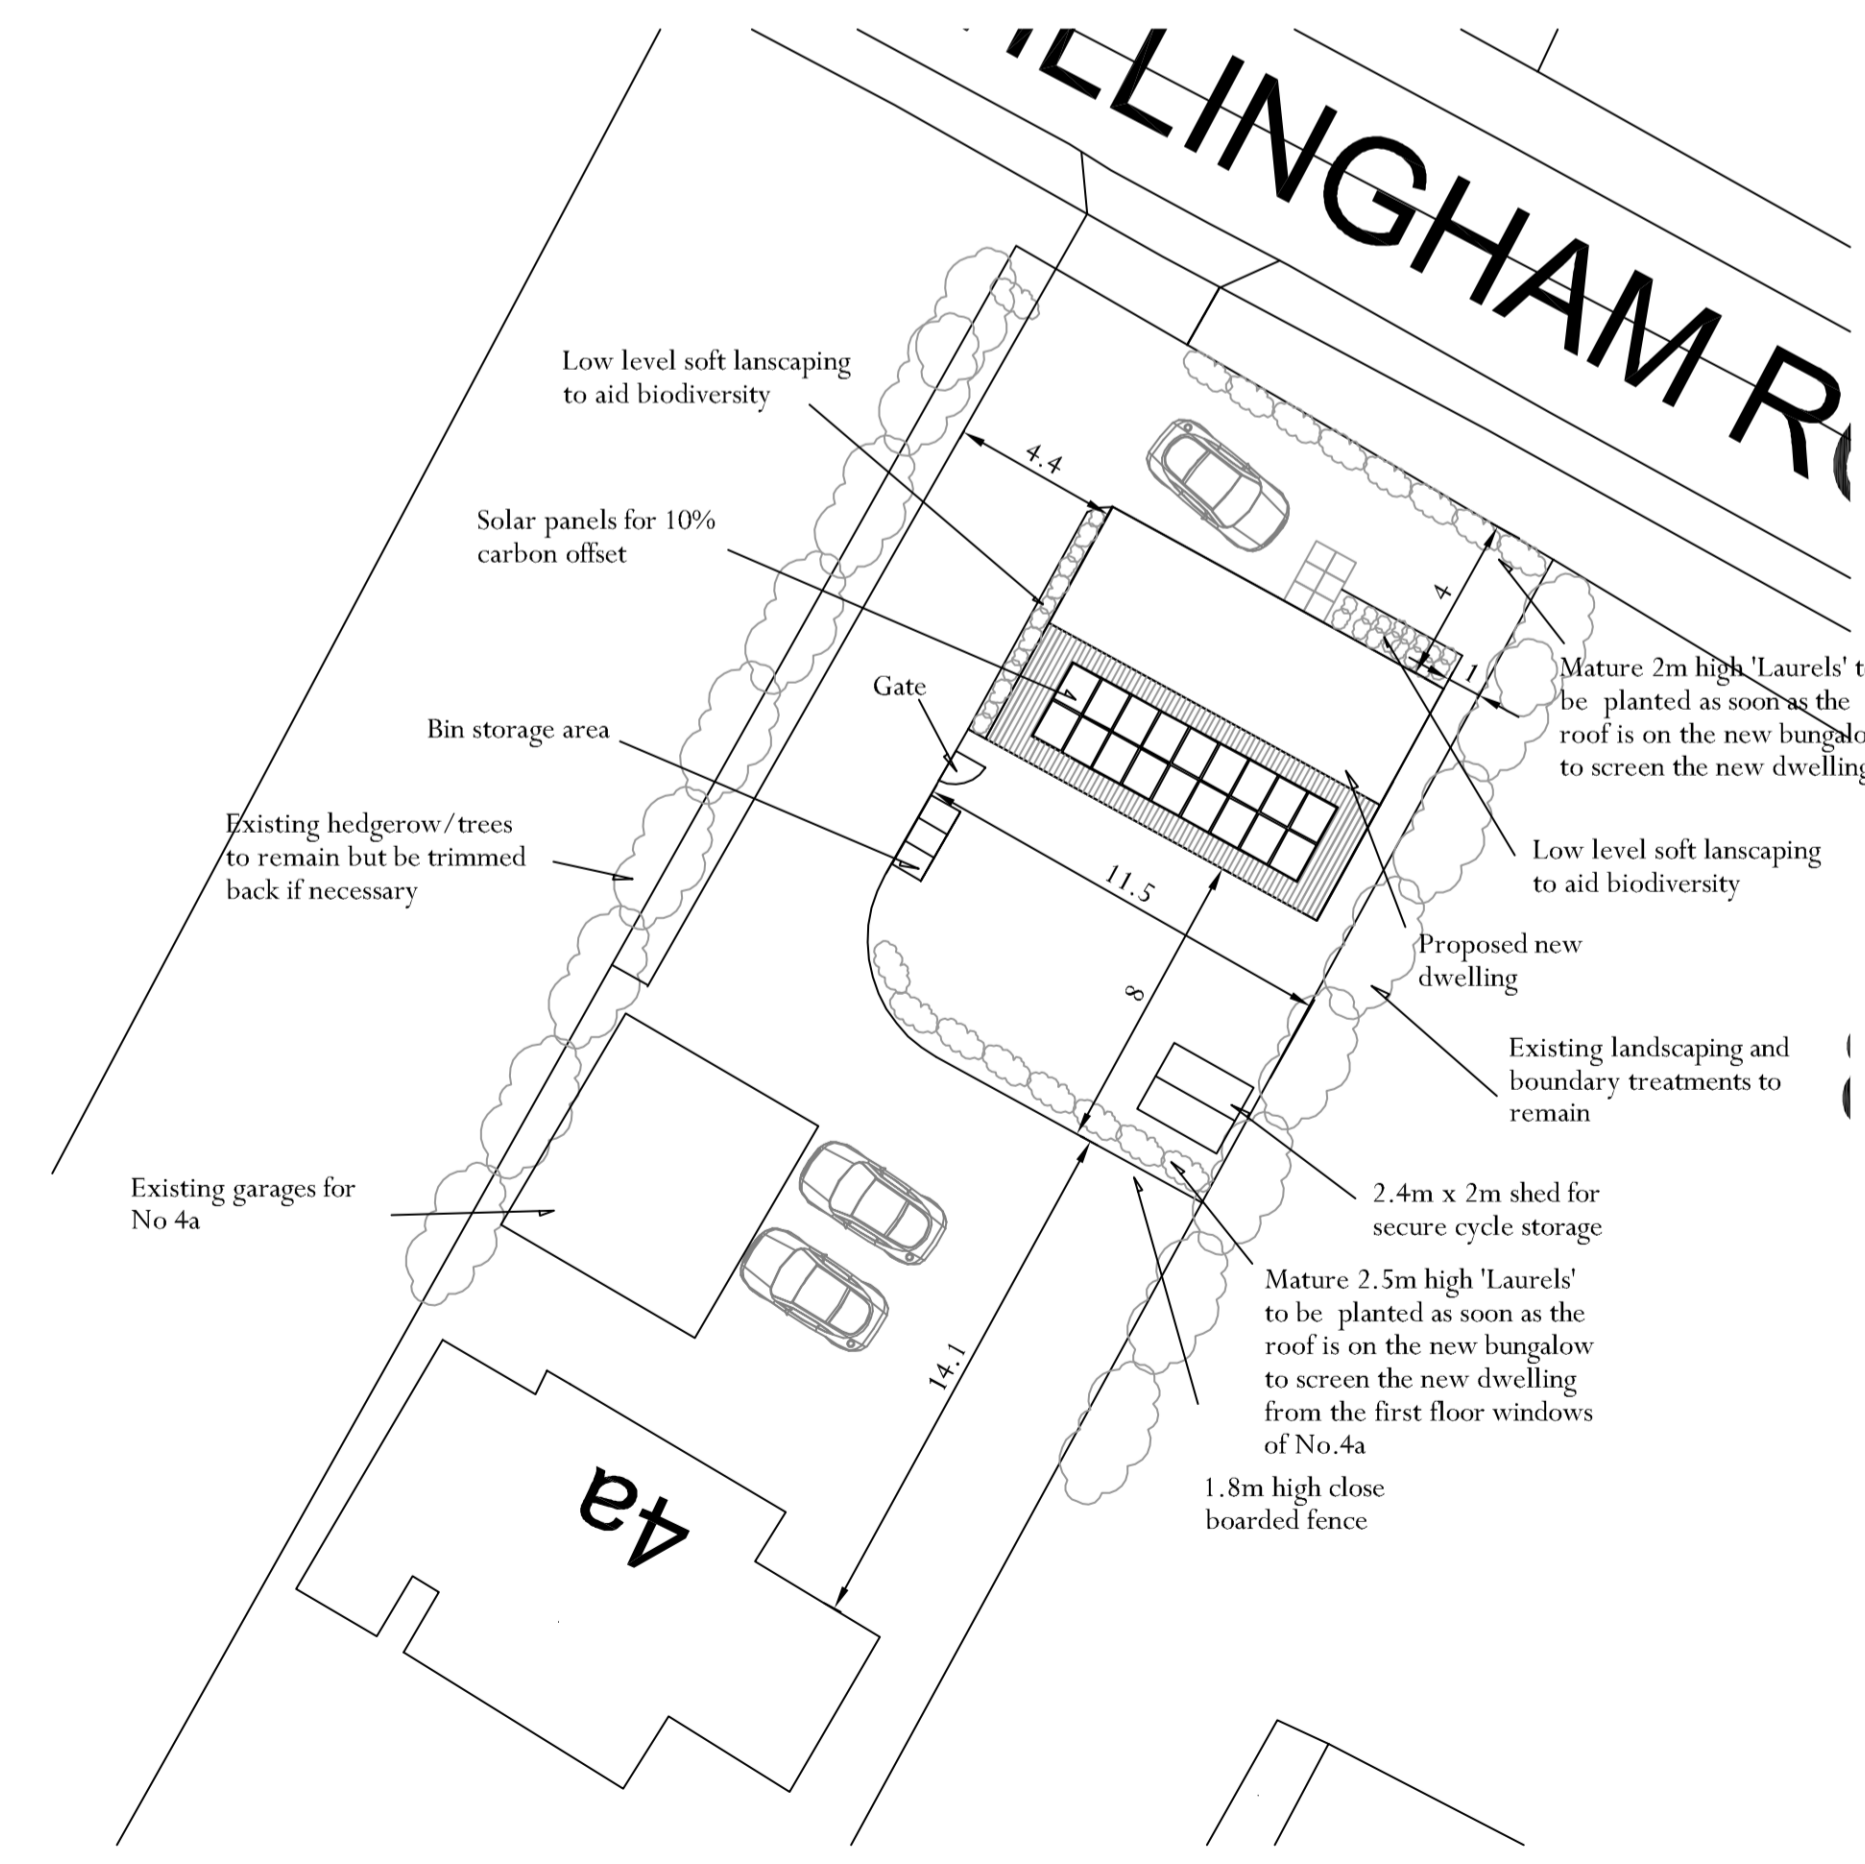 ILLINGHAM RO
Low level soft lanscaping
to aid biodiversity
4.4
Solar panels for 10%
carbon offset
4
1
Mature 2m high 'Laurels' t
be planted as soon as the
roof is on the new bungalo
to screen the new dwelling
Gate
Bin storage area
Existing hedgerow/trees
to remain but be trimmed
back if necessary
11.5
Low level soft lanscaping
to aid biodiversity
Proposed new
dwelling
8
Existing landscaping and
boundary treatments to
remain
Existing garages for
No 4a
2.4m x 2m shed for
secure cycle storage
Mature 2.5m high 'Laurels'
to be planted as soon as the
roof is on the new bungalow
to screen the new dwelling
from the first floor windows
of No.4a
14.1
1.8m high close
boarded fence
4a